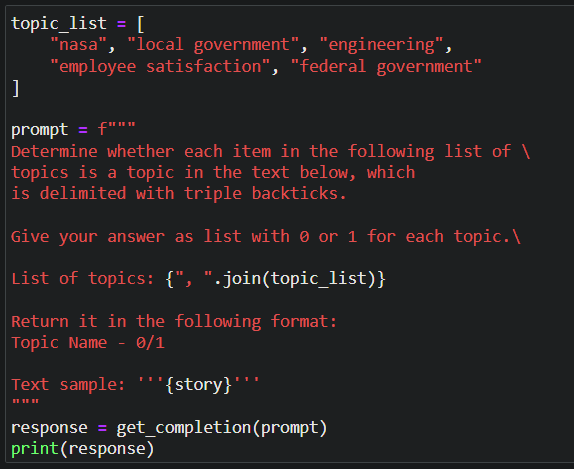 topic_list = [
    "nasa", "local government", "engineering",
    "employee satisfaction", "federal government"
]
prompt = f"""
Determine whether each item in the following list of \
topics is a topic in the text below, which
is delimited with triple backticks.
Give your answer as list with 0 or 1 for each topic.\
List of topics: {", ".join(topic_list)}
Return it in the following format:
Topic Name - 0/1
Text sample: '''{story}'''
"""
response = get_completion(prompt)
print(response)